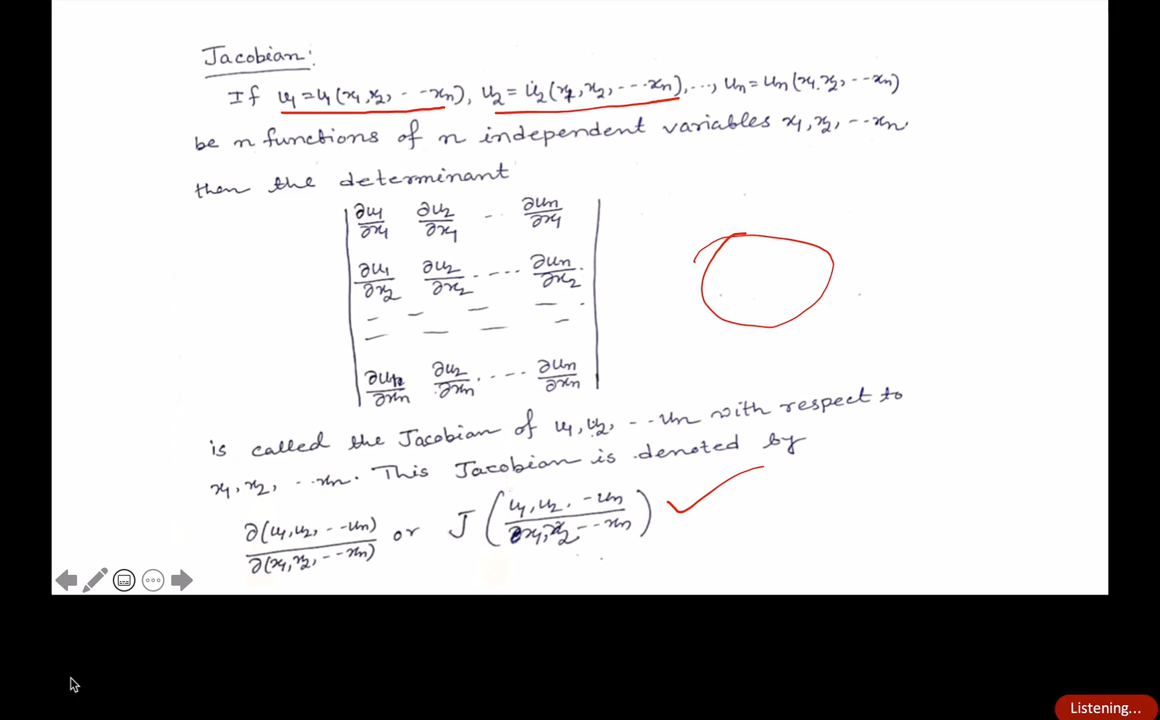 Jacobian:
If u₁ = u₁(x₁, x₂, - - xₙ), u₂ = u₂(x₁, x₂, - - - xₙ), ..., uₙ = uₙ(x₁, x₂, - - xₙ)
be n functions of n independent variables x₁, x₂, - - xₙ.
then the determinant
| ∂u₁/∂x₁ ∂u₂/∂x₁ - - ∂uₙ/∂x₁ |
| ∂u₁/∂x₂ ∂u₂/∂x₂ - - - - ∂uₙ/∂x₂ |
| ∂uₙ/∂xₙ ∂u₂/∂xₙ - - - - ∂uₙ/∂xₙ |
is called the Jacobian of u₁, u₂, - - uₙ with respect to
x₁, x₂, - - xₙ. This Jacobian is denoted by
∂(u₁, u₂, - - uₙ)/∂(x₁, x₂, - - xₙ) or J(u₁, u₂, - - uₙ/x₁, x₂ - - xₙ)
Listening...